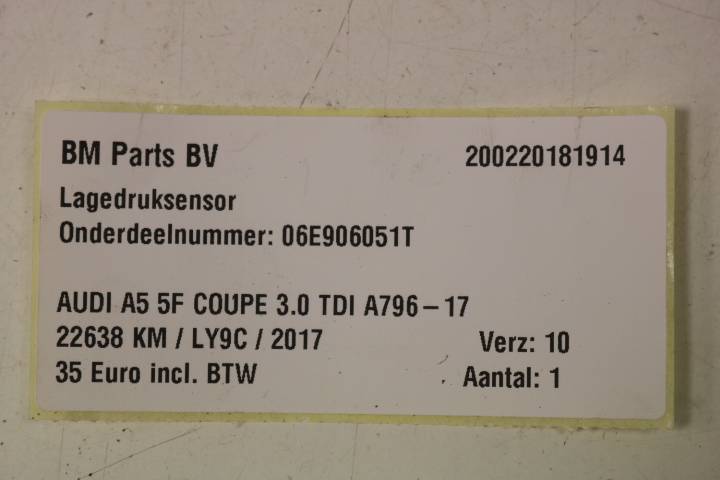 BM Parts BV 200220181914
Lagedruksensor
Onderdeelnummer: 06E906051T
AUDI A5 5F COUPE 3.0 TDI A796-17
22638 KM / LY9C / 2017 Verz: 10
35 Euro incl. BTW Aantal: 1